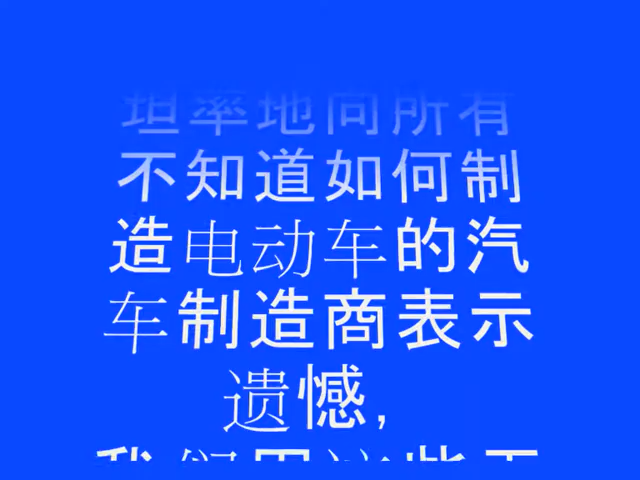 坦率地向所有
不知道如何制
造电动车的汽
车制造商表示
遗憾,